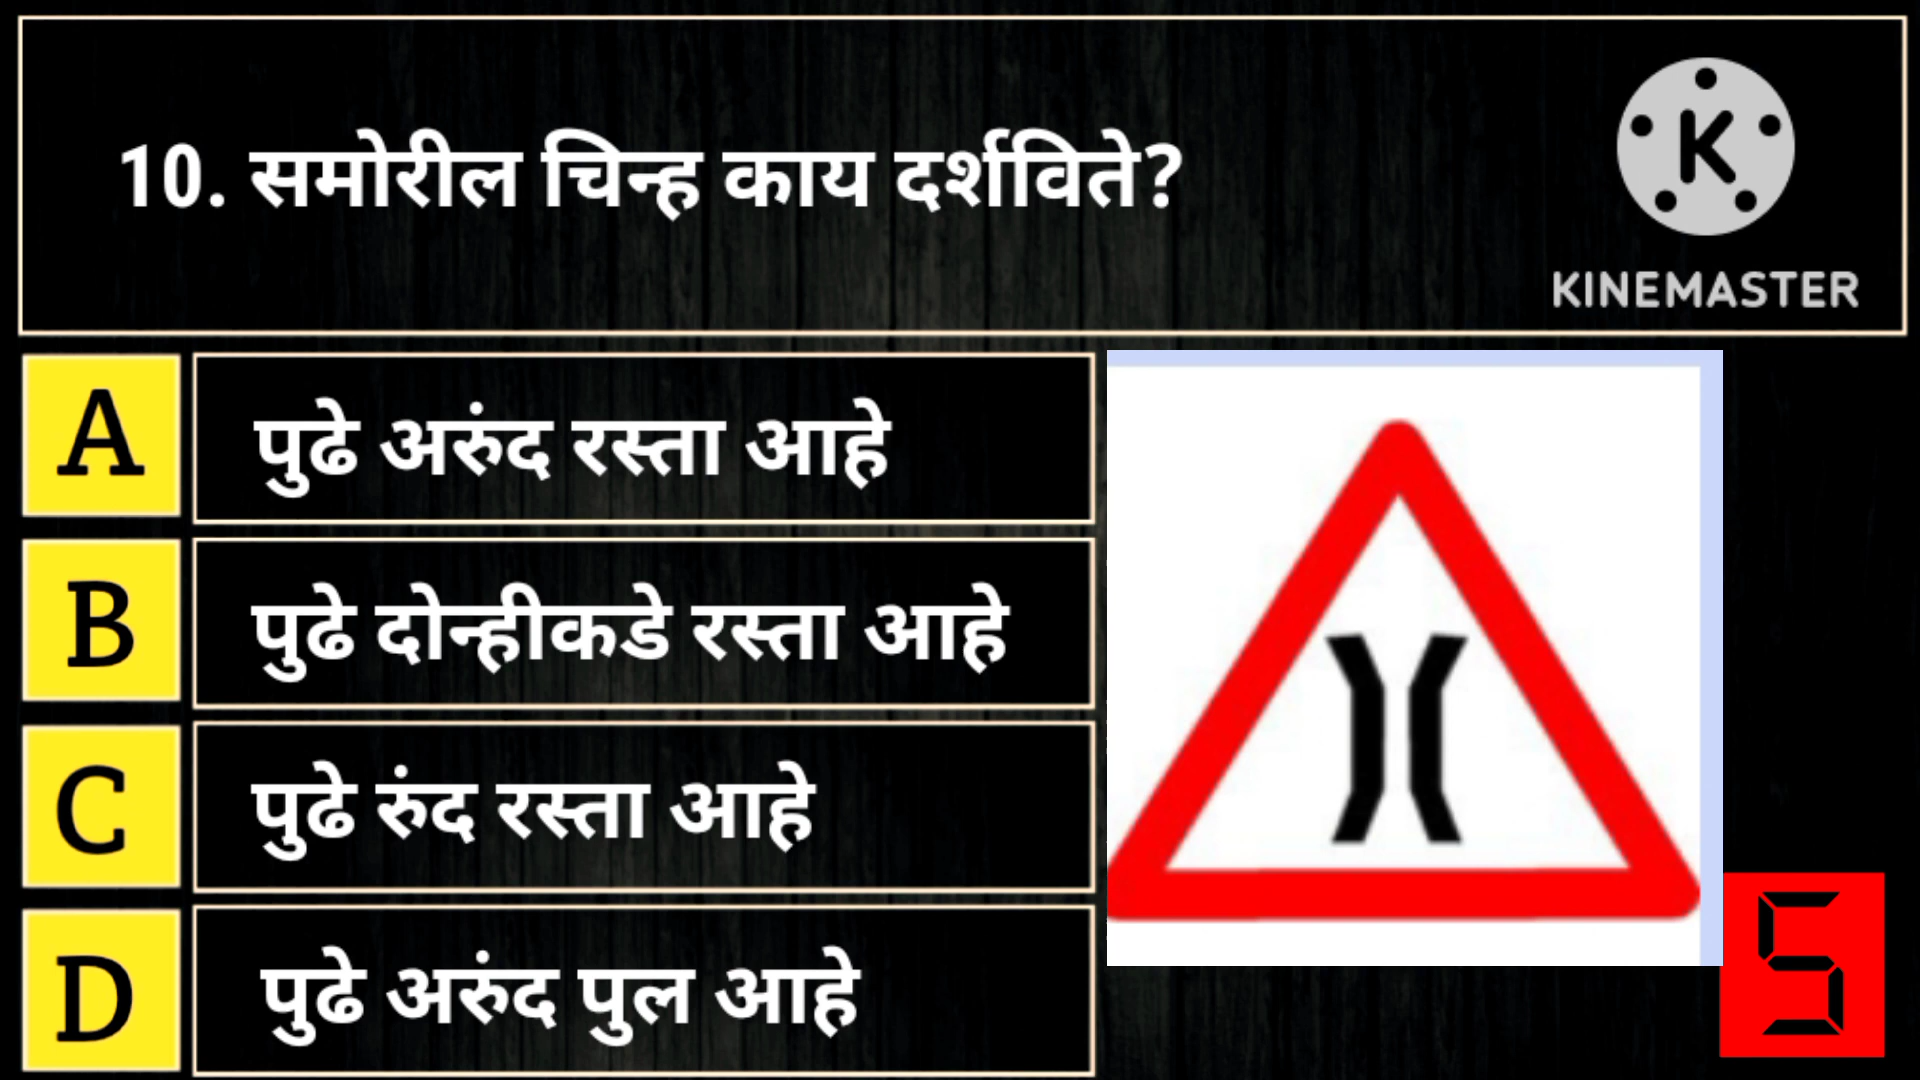 10. समोरील चिन्ह काय दर्शविते?
K
KINEMASTER
A
पुढे अरुंद रस्ता आहे
B
पुढे दोन्हीकडे रस्ता आहे
C
पुढे रुंद रस्ता आहे
D
पुढे अरुंद पुल आहे
5